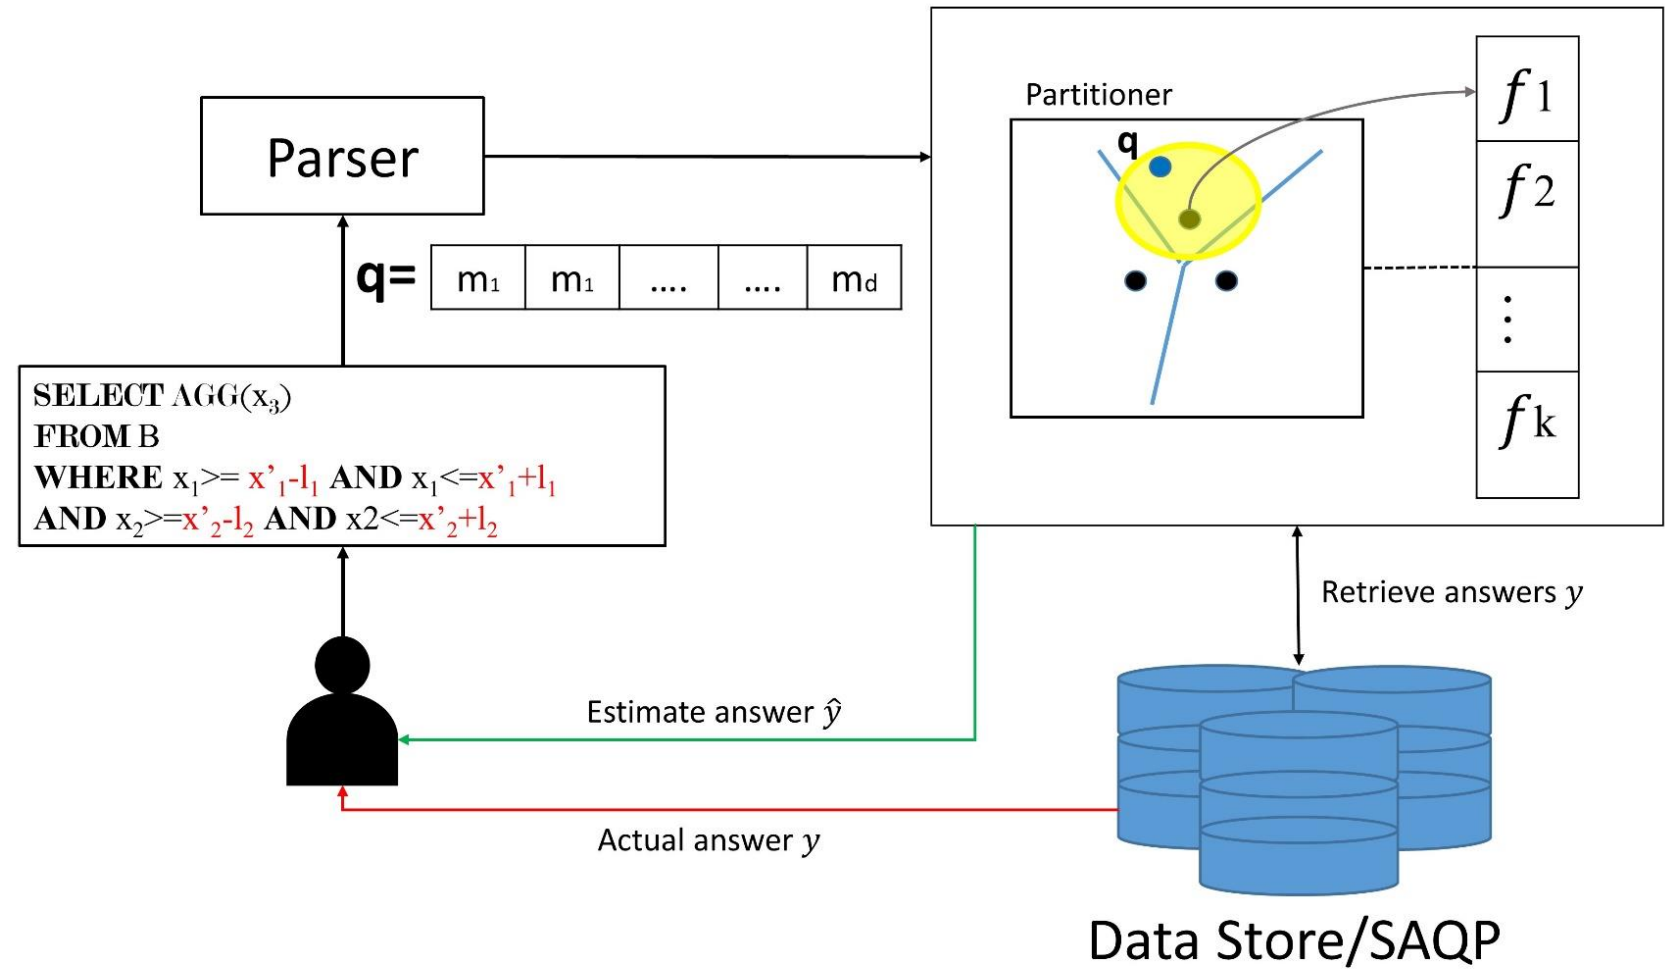 Partitioner
q
f1
f2
⋮
fk
Parser
q= m₁ m₁ .... .... m_d
SELECT AGG(x₃)
FROM B
WHERE x₁>= x’₁-l₁ AND x₁<=x’₁+l₁
AND x₂>=x’₂-l₂ AND x2<=x’₂+l₂
Retrieve answers y
Estimate answer ŷ
Actual answer y
Data Store/SAQP